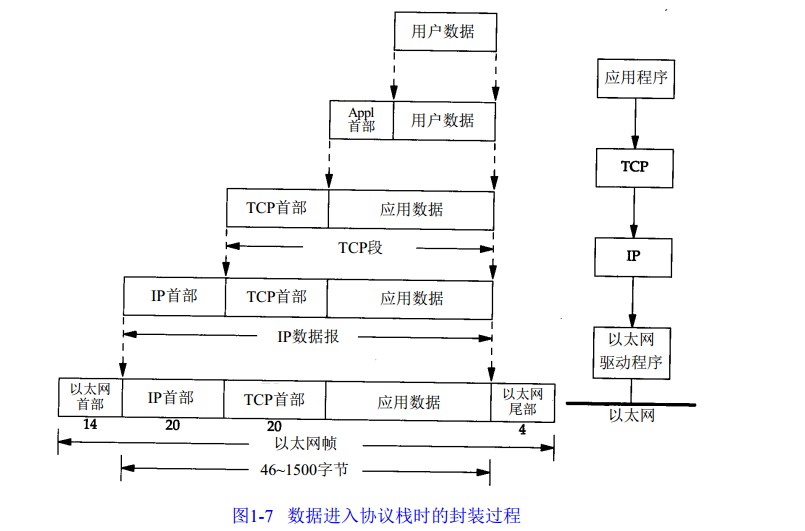 用户数据
Appl
首部
用户数据
应用程序
TCP首部
应用数据
TCP
TCP段
IP首部
TCP首部
应用数据
IP
IP数据报
以太网
驱动程序
以太网
首部
IP首部
TCP首部
应用数据
以太网
尾部
14
20
20
4
以太网
以太网帧
46~1500字节
图1-7 数据进入协议栈时的封装过程